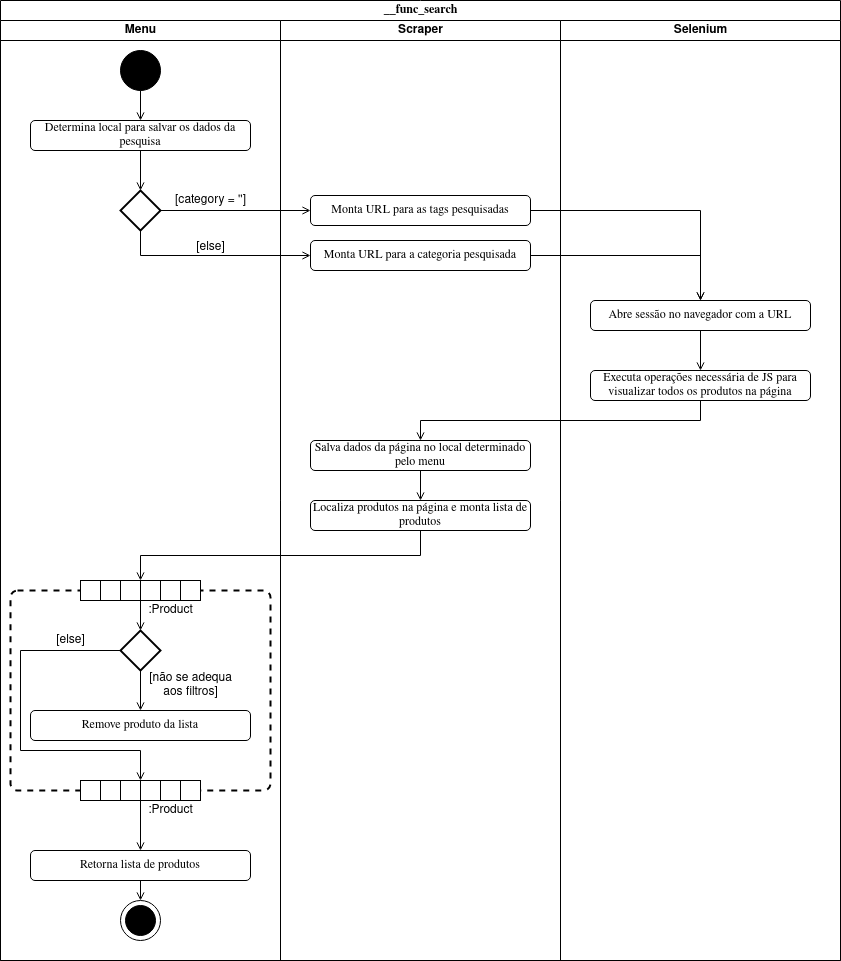 __func_search
Menu
Scraper
Selenium
Determina local para salvar os dados da
pesquisa
[category = '']
Monta URL para as tags pesquisadas
[else]
Monta URL para a categoria pesquisada
Abre sessão no navegador com a URL
Executa operações necessária de JS para
visualizar todos os produtos na página
Salva dados da página no local determinado
pelo menu
Localiza produtos na página e monta lista de
produtos
:Product
[else]
[não se adequa
aos filtros]
Remove produto da lista
:Product
Retorna lista de produtos